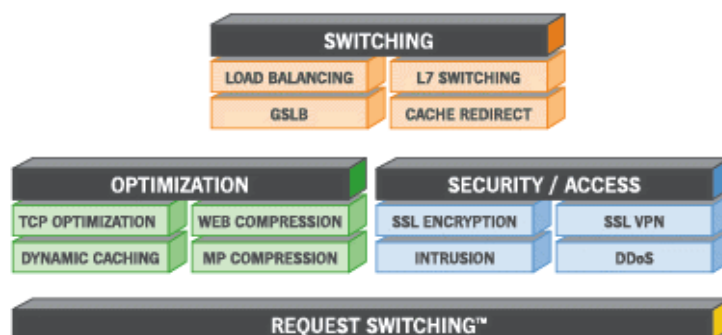 SWITCHING
LOAD BALANCING L7 SWITCHING
GSLB CACHE REDIRECT
OPTIMIZATION SECURITY / ACCESS
TCP OPTIMIZATION WEB COMPRESSION SSL ENCRYPTION SSL VPN
DYNAMIC CACHING MP COMPRESSION INTRUSION DDoS
REQUEST SWITCHING™